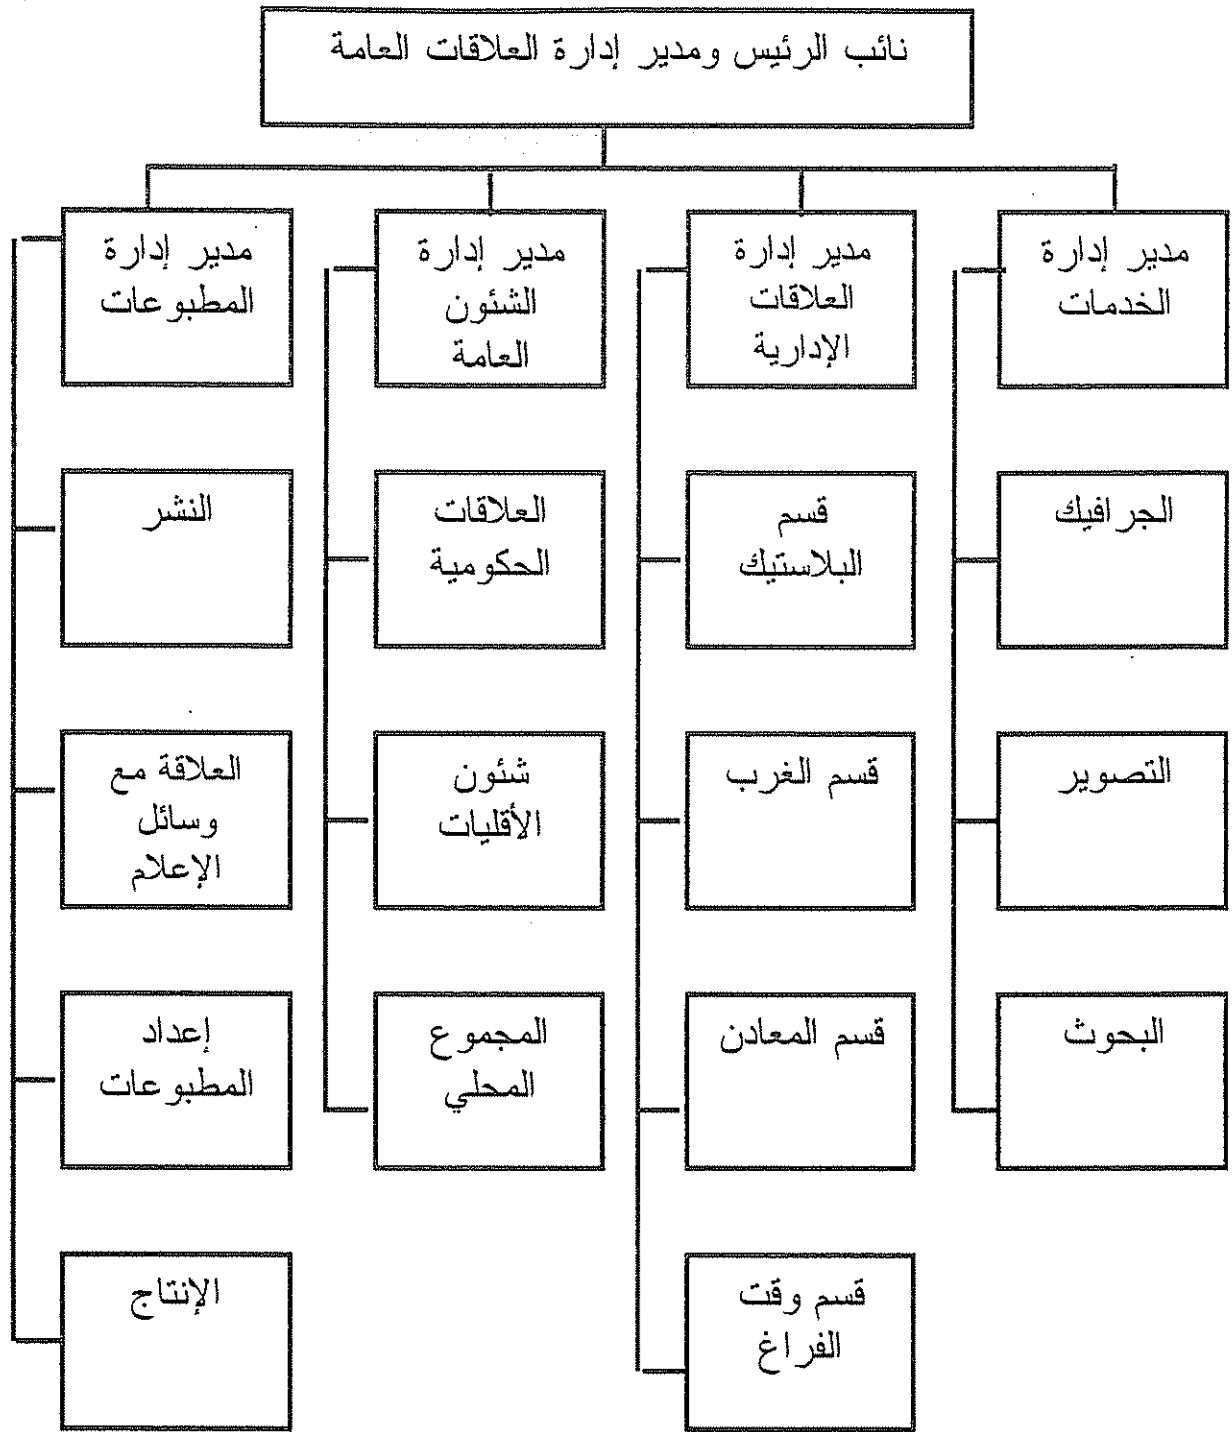 نائب الرئيس ومدير إدارة العلاقات العامة
مدير إدارة
الخدمات
مدير إدارة
العلاقات
الإدارية
مدير إدارة
الشئون
العامة
مدير إدارة
المطبوعات
الجرافيك
قسم
البلاستيك
العلاقات
الحكومية
النشر
التصوير
قسم الغرب
شئون
الأقليات
العلاقة مع
وسائل
الإعلام
البحوث
قسم المعادن
المجموع
المحلي
إعداد
المطبوعات
قسم وقت
الفراغ
الإنتاج